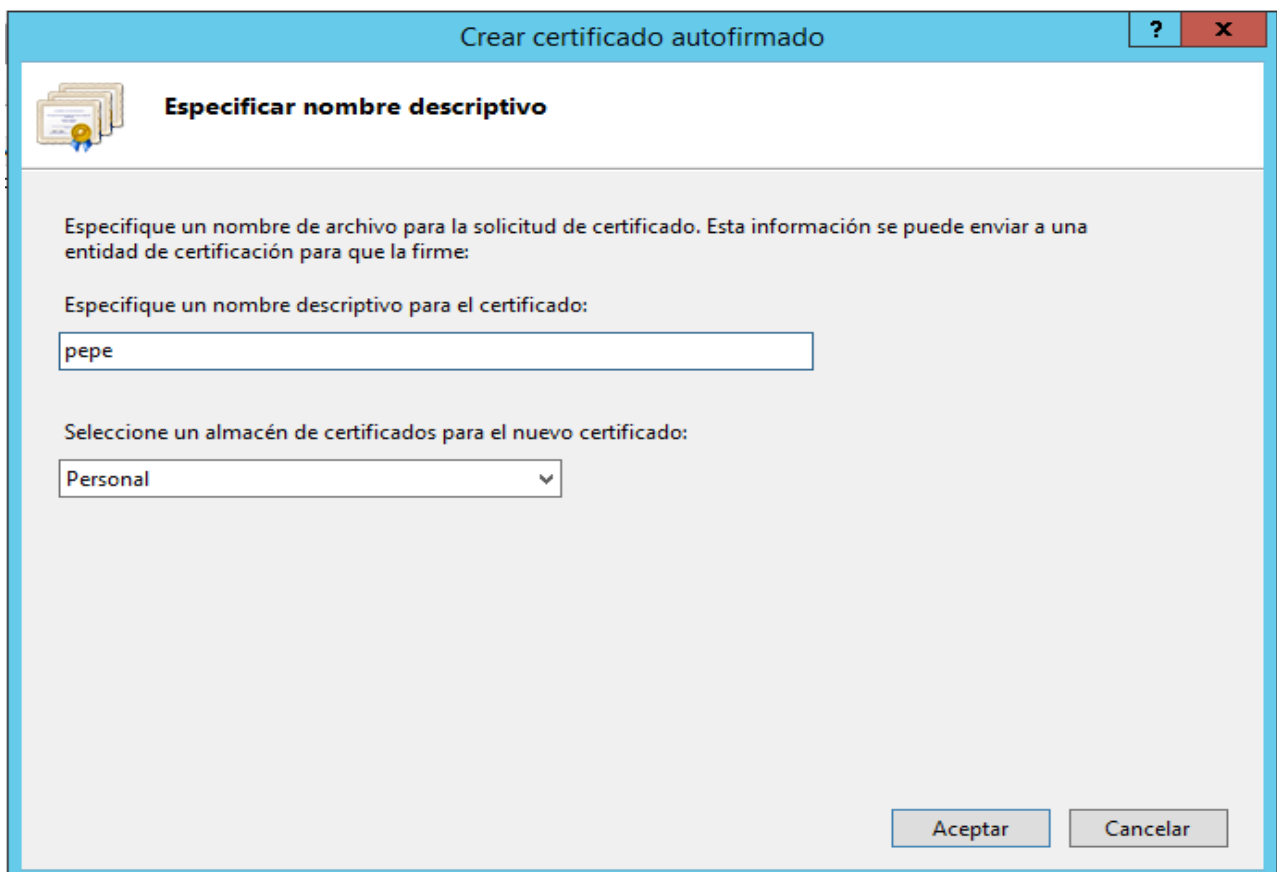 Crear certificado autofirmado
?
x
Especificar nombre descriptivo
Especifique un nombre de archivo para la solicitud de certificado. Esta información se puede enviar a una
entidad de certificación para que la firme:
Especifique un nombre descriptivo para el certificado:
pepe
Seleccione un almacén de certificados para el nuevo certificado:
Personal
Aceptar
Cancelar